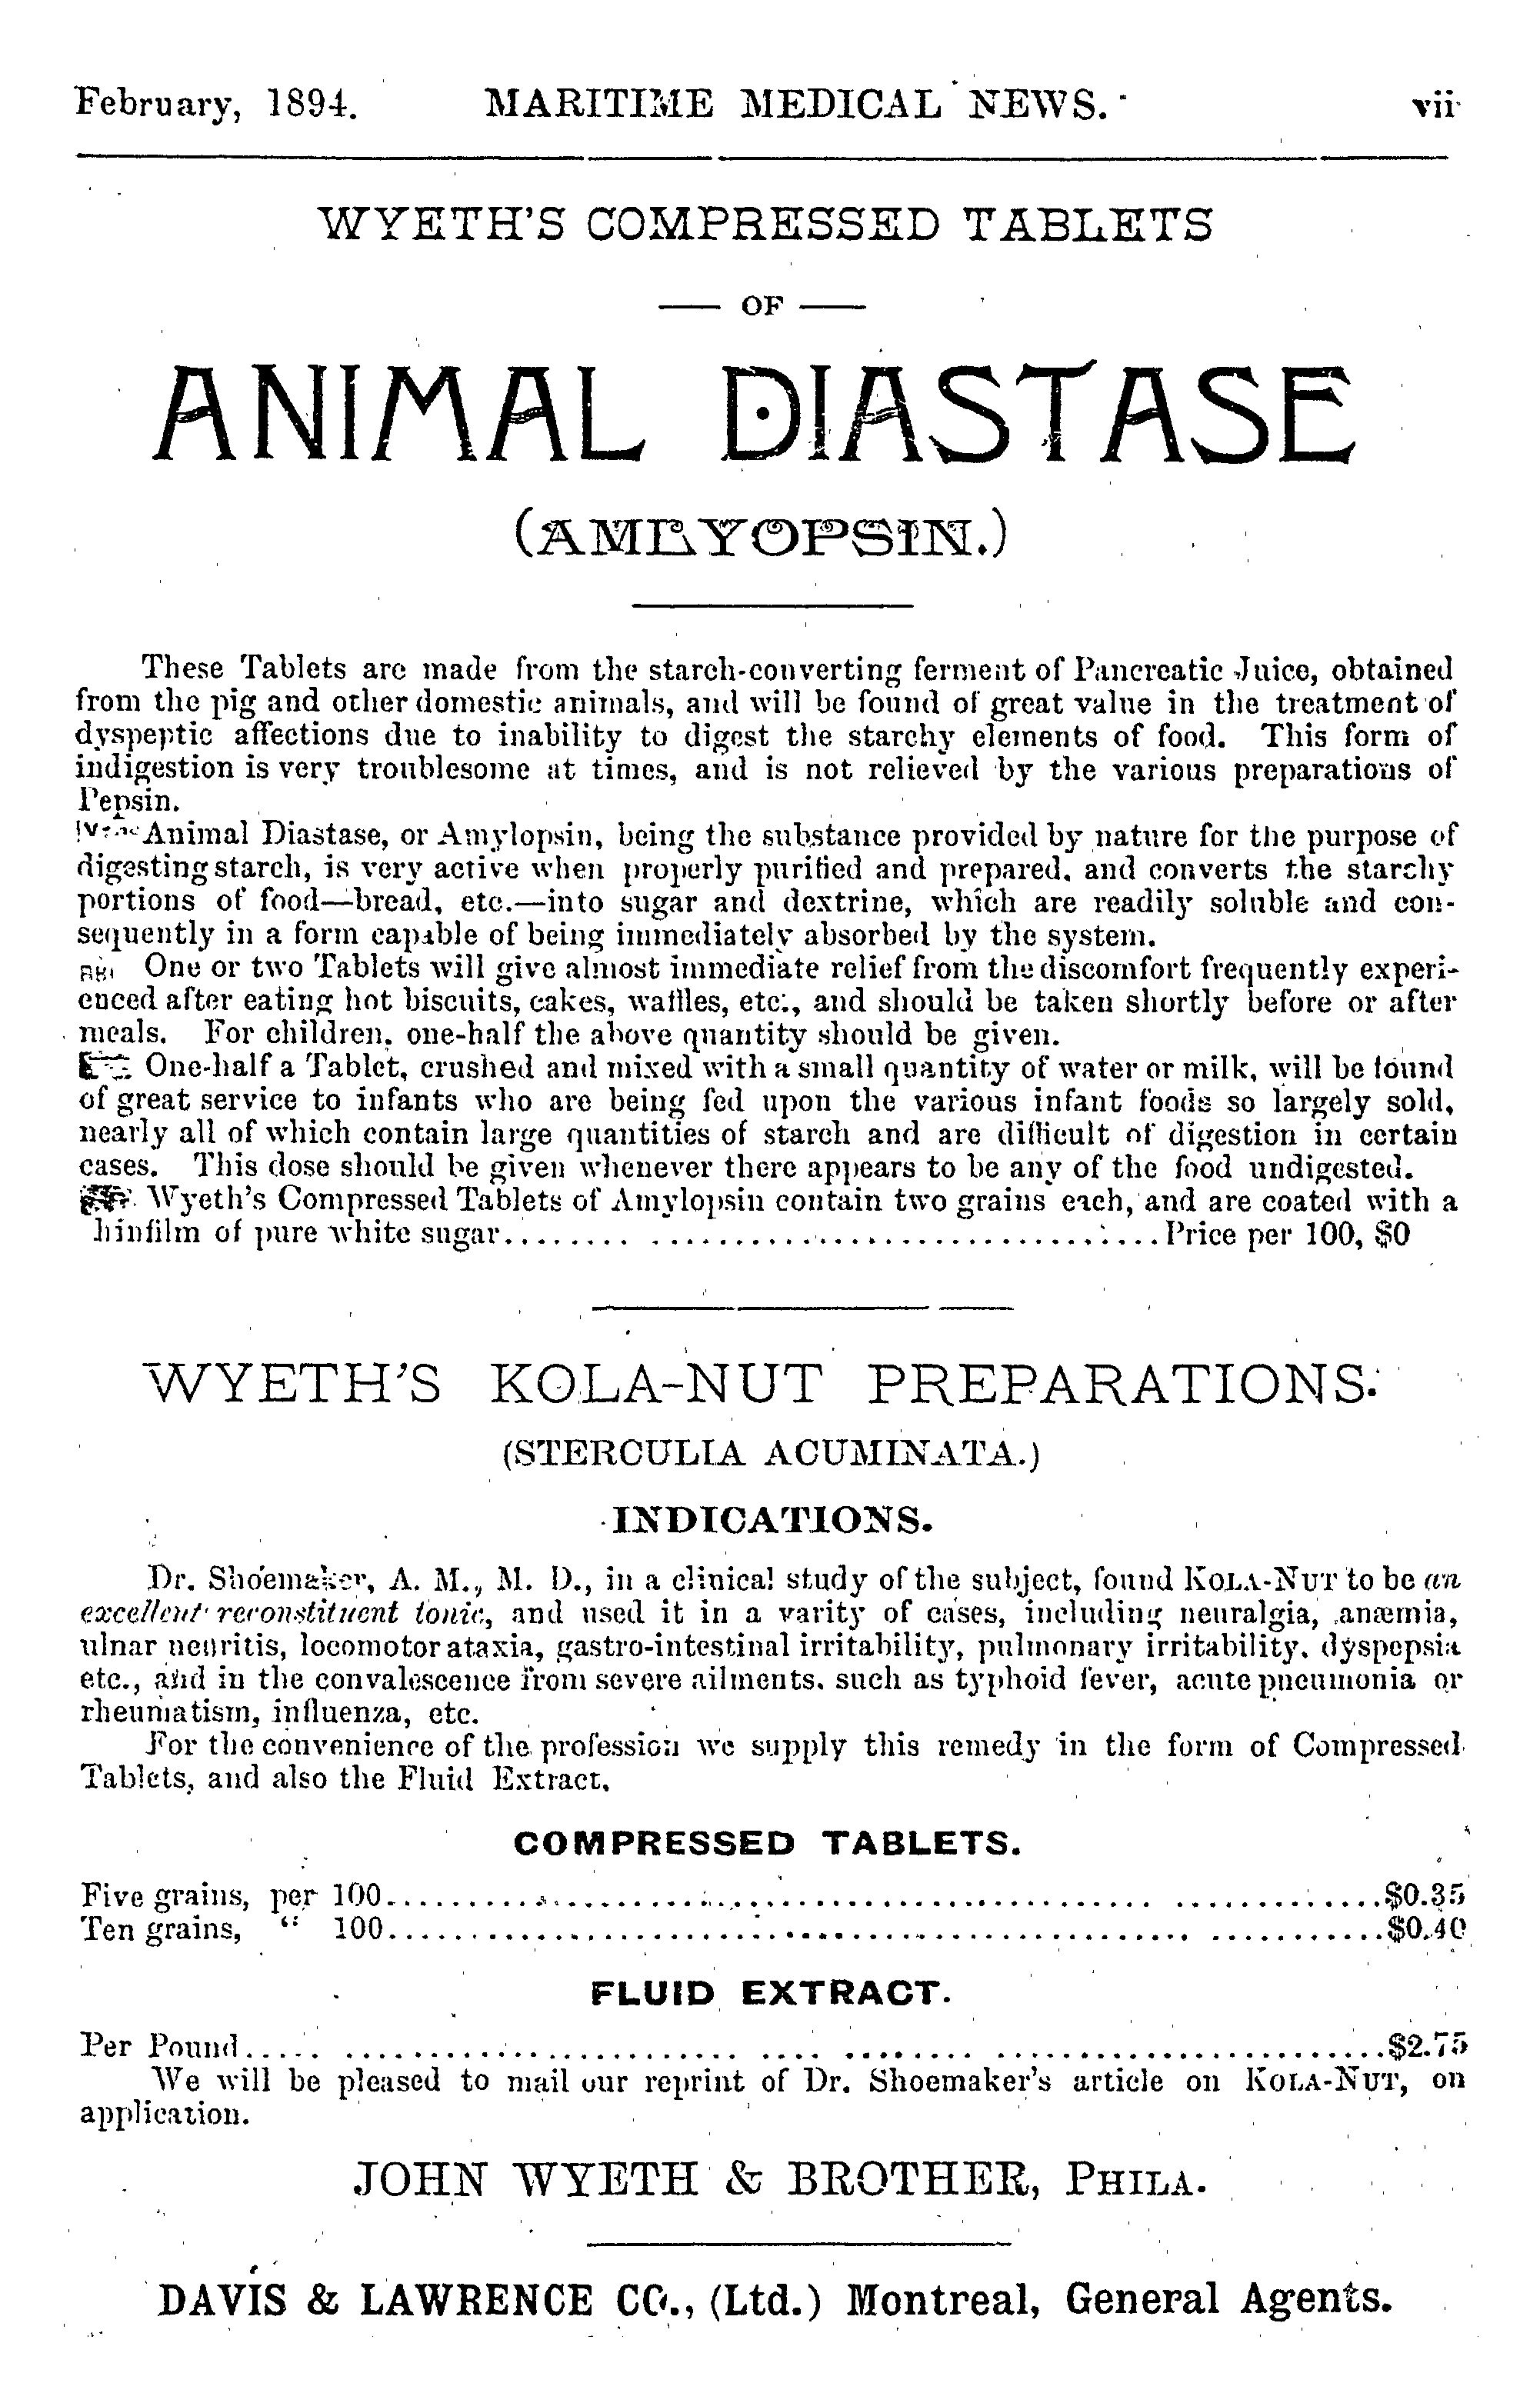 February, 1894. MARITIME MEDICAL NEWS. vii
WYETH'S COMPRESSED TABLETS
— OF —
ANIMAL DIASTASE
(AMLYOPSIN.)
These Tablets are made from the starch-converting ferment of Pancreatic Juice, obtained
from the pig and other domestic animals, and will be found of great value in the treatment of
dyspeptic affections due to inability to digest the starchy elements of food. This form of
indigestion is very troublesome at times, and is not relieved by the various preparations of
Pepsin.
Animal Diastase, or Amylopsin, being the substance provided by nature for the purpose of
digesting starch, is very active when properly purified and prepared, and converts the starchy
portions of food—bread, etc.—into sugar and dextrine, which are readily soluble and con-
sequently in a form capable of being immediately absorbed by the system.
One or two Tablets will give almost immediate relief from the discomfort frequently experi-
enced after eating hot biscuits, cakes, waffles, etc., and should be taken shortly before or after
meals. For children, one-half the above quantity should be given.
One-half a Tablet, crushed and mixed with a small quantity of water or milk, will be found
of great service to infants who are being fed upon the various infant foods so largely sold,
nearly all of which contain large quantities of starch and are difficult of digestion in certain
cases. This dose should be given whenever there appears to be any of the food undigested.
Wyeth's Compressed Tablets of Amylopsin contain two grains each, and are coated with a
hinfilm of pure white sugar........ .................................... Price per 100, $0
WYETH'S KOLA-NUT PREPARATIONS.
(STERCULIA ACUMINATA.)
INDICATIONS.
Dr. Shoemaker, A. M., M. D., in a clinical study of the subject, found KOLA-NUT to be an
excellent reconstituent tonic, and used it in a varity of cases, including neuralgia, anæmia,
ulnar neuritis, locomotor ataxia, gastro-intestinal irritability, pulmonary irritability, dyspepsia
etc., and in the convalescence from severe ailments, such as typhoid fever, acute pneumonia or
rheumatism, influenza, etc.
For the convenience of the profession we supply this remedy in the form of Compressed
Tablets, and also the Fluid Extract.
COMPRESSED TABLETS.
Five grains, per 100............................................................$0.35
Ten grains, “ 100............................................................$0.40
FLUID EXTRACT.
Per Pound..... ............................................................$2.75
We will be pleased to mail our reprint of Dr. Shoemaker's article on KOLA-NUT, on
application.
JOHN WYETH & BROTHER, PHILA.
DAVIS & LAWRENCE CO., (Ltd.) Montreal, General Agents.